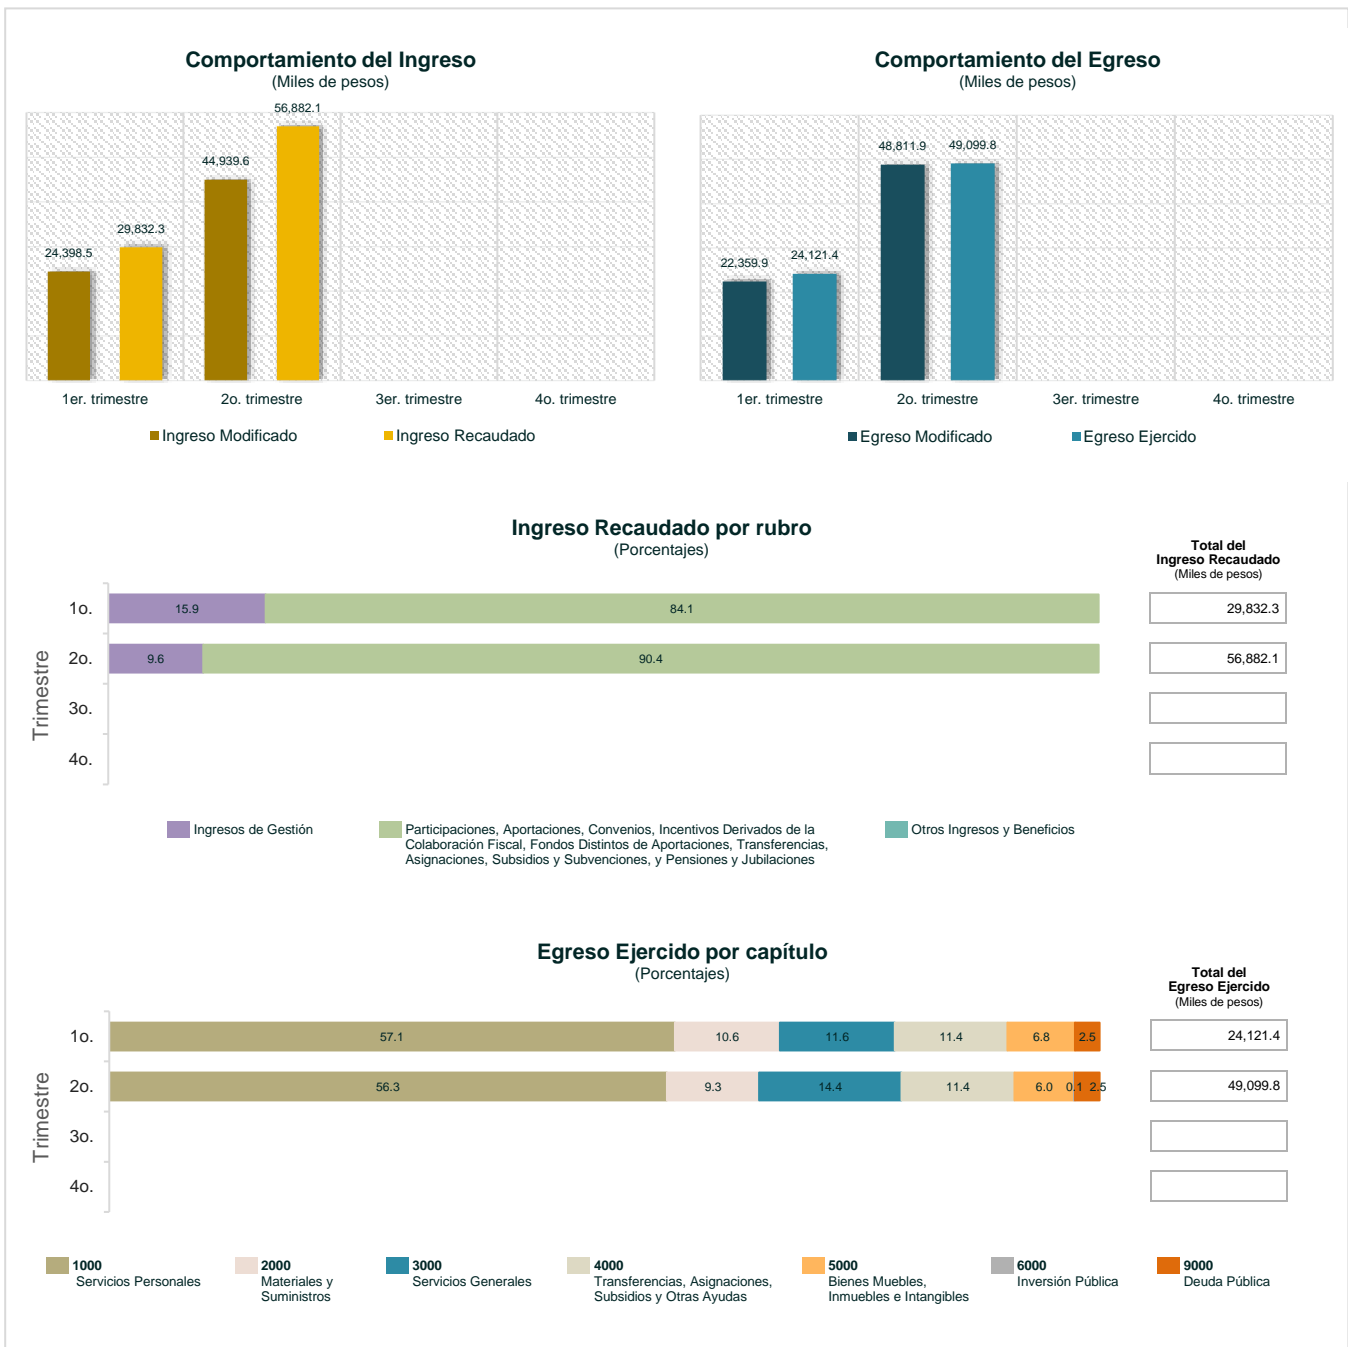 Comportamiento del Ingreso
(Miles de pesos)
56,882.1
44,939.6
29,832.3
24,398.5
1er. trimestre 2o. trimestre 3er. trimestre 4o. trimestre
Ingreso Modificado Ingreso Recaudado
Comportamiento del Egreso
(Miles de pesos)
48,811.9 49,099.8
22,359.9 24,121.4
1er. trimestre 2o. trimestre 3er. trimestre 4o. trimestre
Egreso Modificado Egreso Ejercido
Ingreso Recaudado por rubro
(Porcentajes)
Total del
Ingreso Recaudado
(Miles de pesos)
Trimestre
1o. 15.9 84.1 29,832.3
2o. 9.6 90.4 56,882.1
3o.
4o.
Ingresos de Gestión
Participaciones, Aportaciones, Convenios, Incentivos Derivados de la
Colaboración Fiscal, Fondos Distintos de Aportaciones, Transferencias,
Asignaciones, Subsidios y Subvenciones, y Pensiones y Jubilaciones
Otros Ingresos y Beneficios
Egreso Ejercido por capítulo
(Porcentajes)
Total del
Egreso Ejercido
(Miles de pesos)
Trimestre
1o. 57.1 10.6 11.6 11.4 6.8 2.5 24,121.4
2o. 56.3 9.3 14.4 11.4 6.0 0.1 2.5 49,099.8
3o.
4o.
1000
Servicios Personales
2000
Materiales y
Suministros
3000
Servicios Generales
4000
Transferencias, Asignaciones,
Subsidios y Otras Ayudas
5000
Bienes Muebles,
Inmuebles e Intangibles
6000
Inversión Pública
9000
Deuda Pública